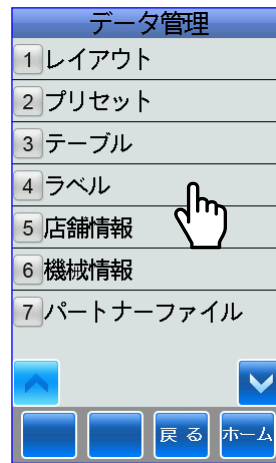 データ管理
1 レイアウト
2 プリセット
3 テーブル
4 ラベル
5 店舗情報
6 機械情報
7 パートナーファイル
戻る ホーム